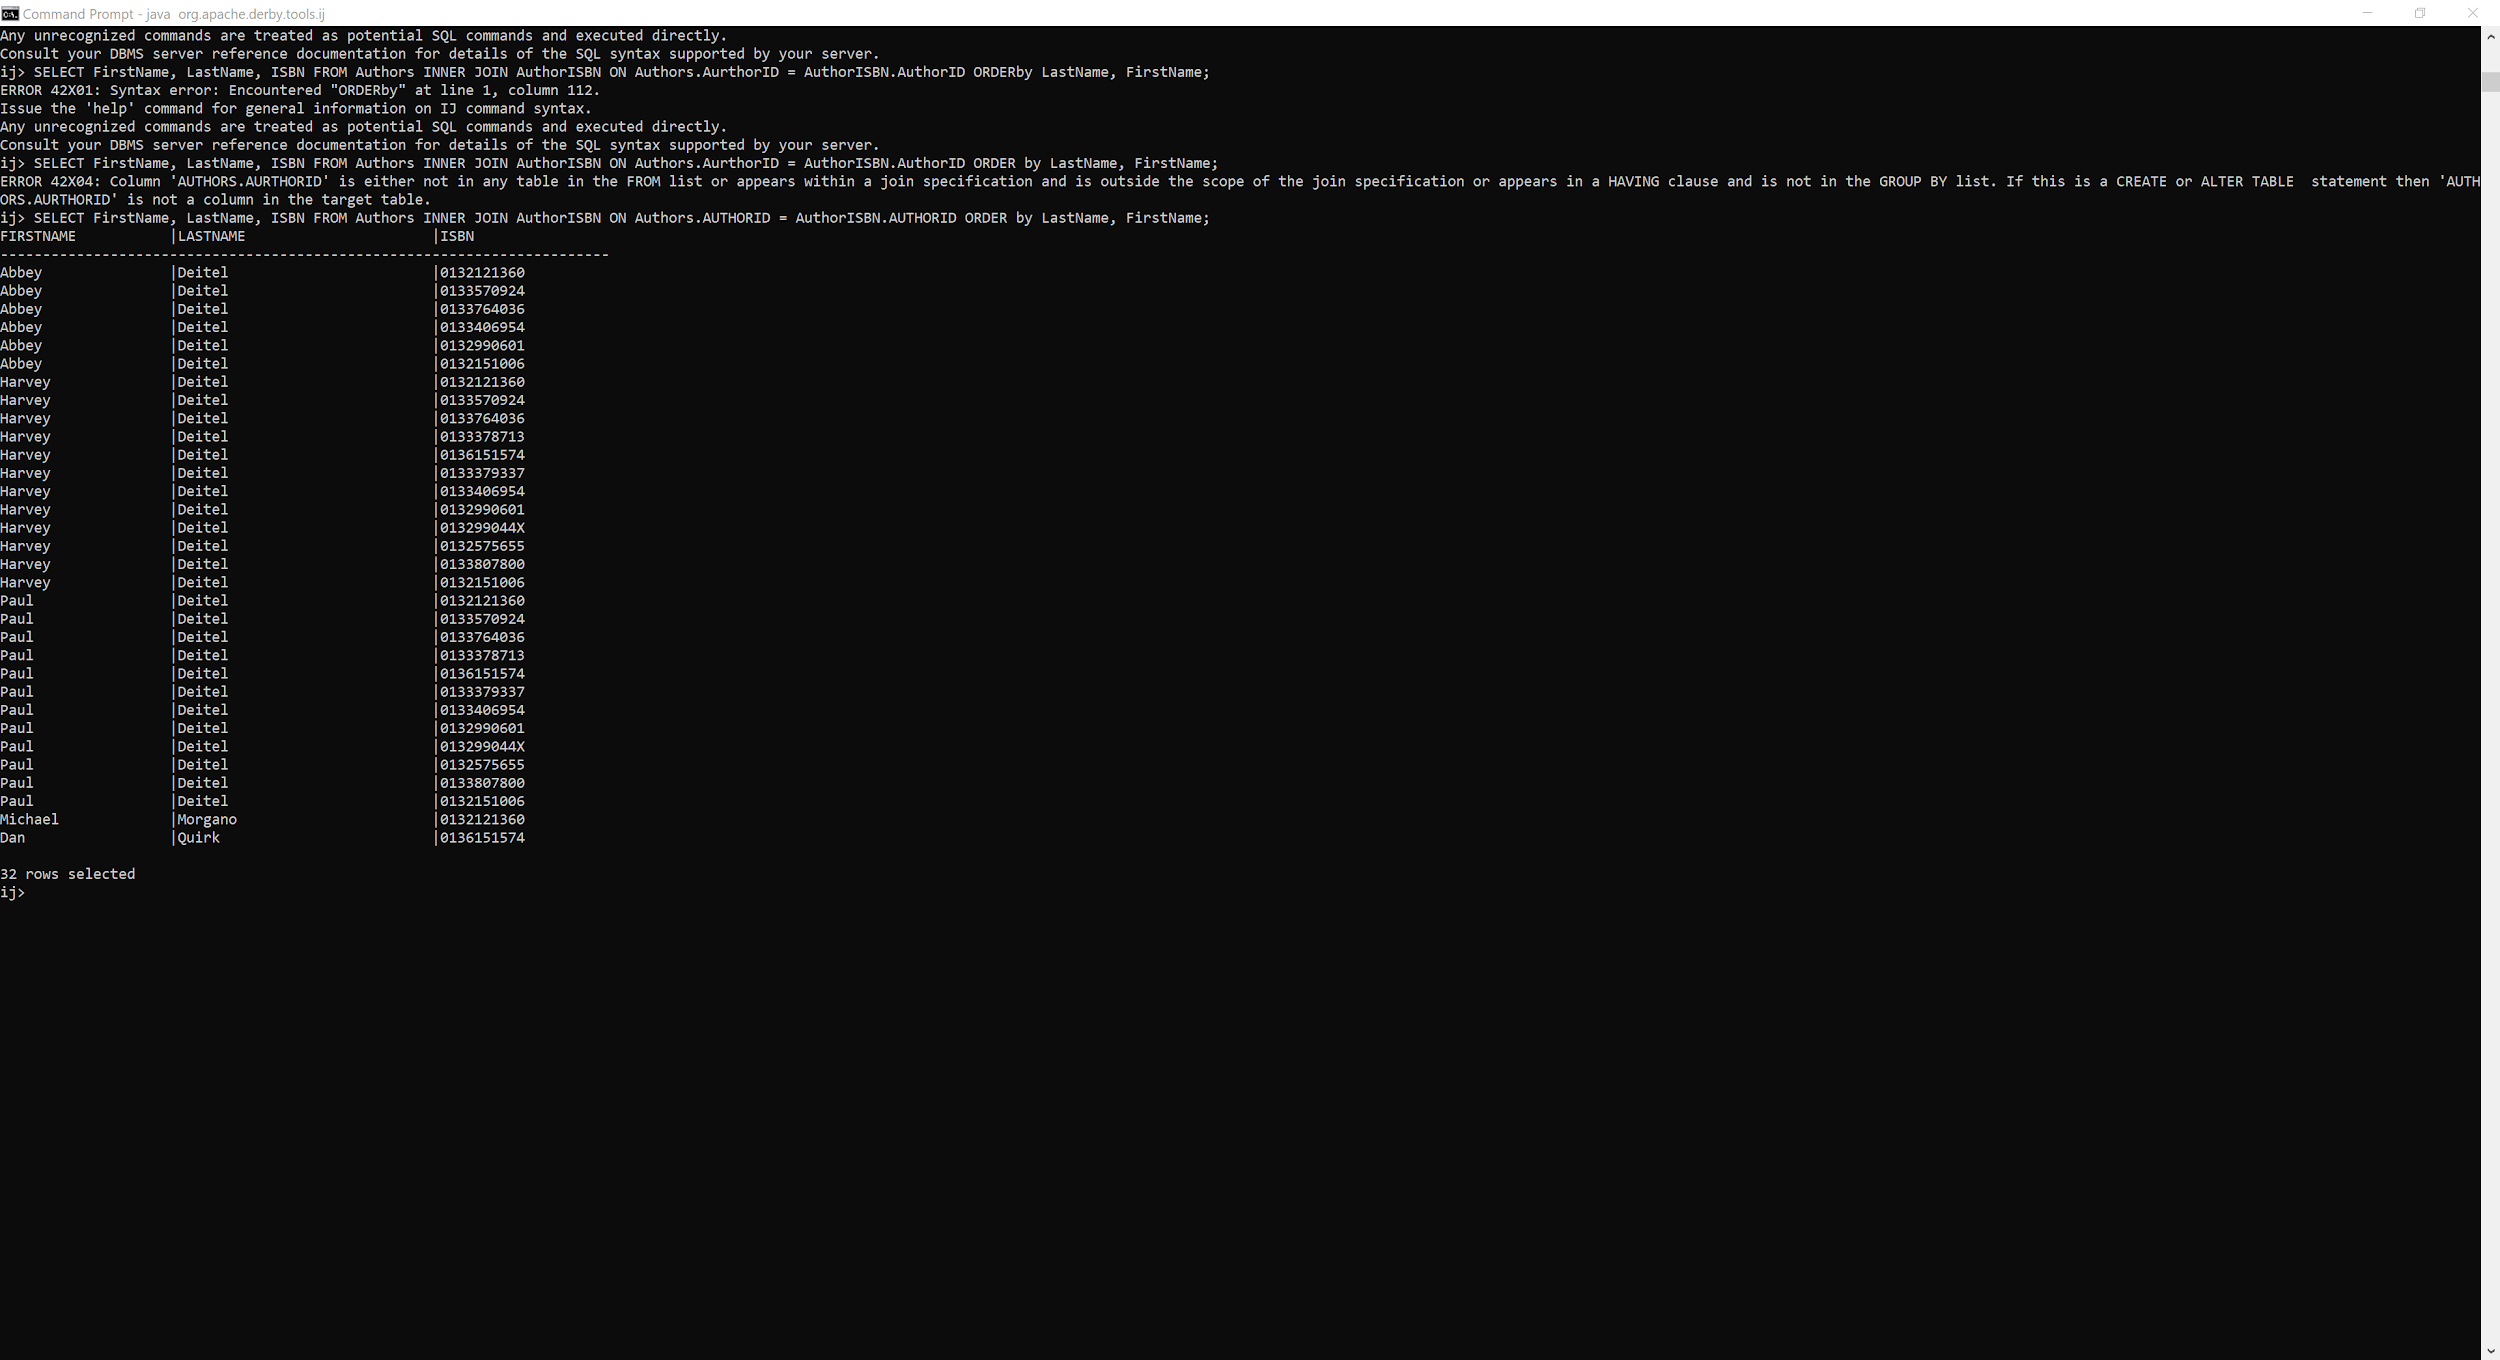 Command Prompt - java  org.apache.derby.tools.ij
Any unrecognized commands are treated as potential SQL commands and executed directly.
Consult your DBMS server reference documentation for details of the SQL syntax supported by your server.
ij> SELECT FirstName, LastName, ISBN FROM Authors INNER JOIN AuthorISBN ON Authors.AurthorID = AuthorISBN.AuthorID ORDERby LastName, FirstName;
ERROR 42X01: Syntax error: Encountered "ORDERby" at line 1, column 112.
Issue the 'help' command for general information on IJ command syntax.
Any unrecognized commands are treated as potential SQL commands and executed directly.
Consult your DBMS server reference documentation for details of the SQL syntax supported by your server.
ij> SELECT FirstName, LastName, ISBN FROM Authors INNER JOIN AuthorISBN ON Authors.AurthorID = AuthorISBN.AuthorID ORDER by LastName, FirstName;
ERROR 42X04: Column 'AUTHORS.AURTHORID' is either not in any table in the FROM list or appears within a join specification and is outside the scope of the join specification or appears in a HAVING clause and is not in the GROUP BY list. If this is a CREATE or ALTER TABLE  statement then 'AUTH
ORS.AURTHORID' is not a column in the target table.
ij> SELECT FirstName, LastName, ISBN FROM Authors INNER JOIN AuthorISBN ON Authors.AUTHORID = AuthorISBN.AUTHORID ORDER by LastName, FirstName;
FIRSTNAME           |LASTNAME                      |ISBN
------------------------------------------------------------------------
Abbey               |Deitel                        |0132121360
Abbey               |Deitel                        |0133570924
Abbey               |Deitel                        |0133764036
Abbey               |Deitel                        |0133406954
Abbey               |Deitel                        |0132990601
Abbey               |Deitel                        |0132151006
Harvey              |Deitel                        |0132121360
Harvey              |Deitel                        |0133570924
Harvey              |Deitel                        |0133764036
Harvey              |Deitel                        |0133378713
Harvey              |Deitel                        |0136151574
Harvey              |Deitel                        |0133379337
Harvey              |Deitel                        |0133406954
Harvey              |Deitel                        |0132990601
Harvey              |Deitel                        |013299044X
Harvey              |Deitel                        |0132575655
Harvey              |Deitel                        |0133807800
Harvey              |Deitel                        |0132151006
Paul                |Deitel                        |0132121360
Paul                |Deitel                        |0133570924
Paul                |Deitel                        |0133764036
Paul                |Deitel                        |0133378713
Paul                |Deitel                        |0136151574
Paul                |Deitel                        |0133379337
Paul                |Deitel                        |0133406954
Paul                |Deitel                        |0132990601
Paul                |Deitel                        |013299044X
Paul                |Deitel                        |0132575655
Paul                |Deitel                        |0133807800
Paul                |Deitel                        |0132151006
Michael             |Morgano                       |0132121360
Dan                 |Quirk                         |0136151574
32 rows selected
ij>